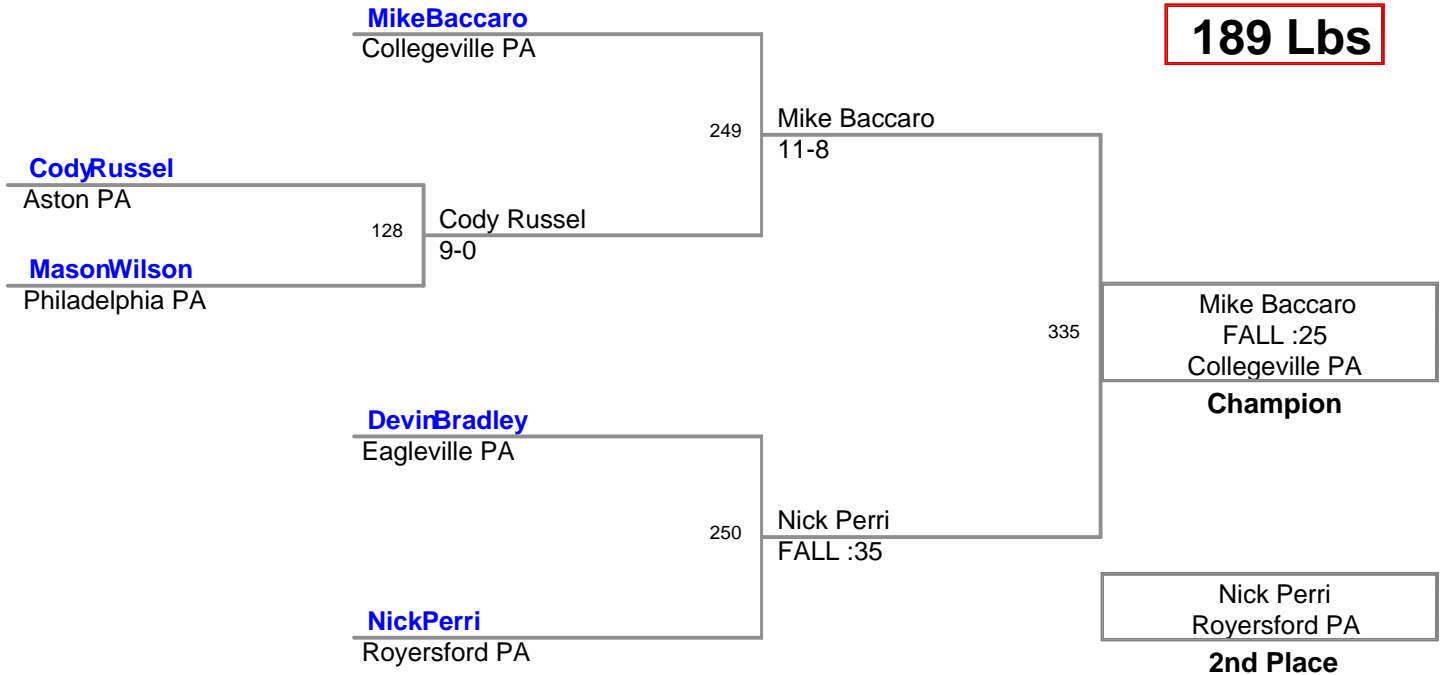 MikeBaccaro
Collegeville PA
189 Lbs
249
Mike Baccaro
11-8
CodyRussel
Aston PA
128
Cody Russel
9-0
MasonWilson
Philadelphia PA
335
Mike Baccaro
FALL :25
Collegeville PA
Champion
DevinBradley
Eagleville PA
250
Nick Perri
FALL :35
NickPerri
Royersford PA
Nick Perri
Royersford PA
2nd Place